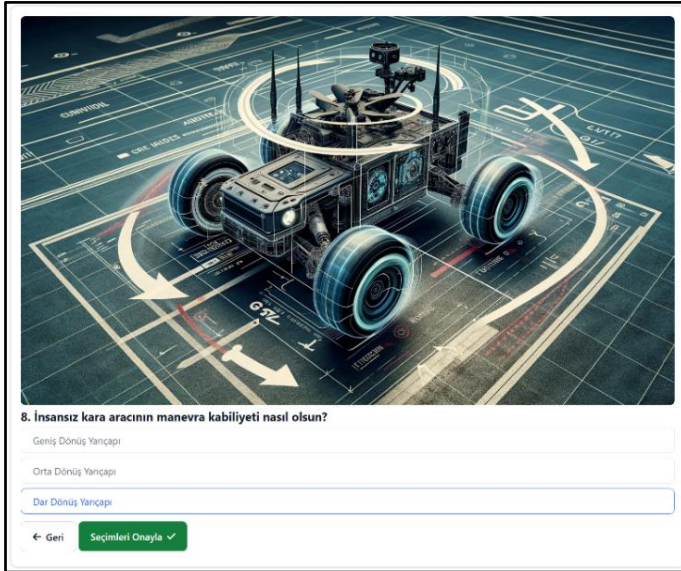 8. İnsansız kara aracının manevra kabiliyeti nasıl olsun?
Geniş Dönüş Yarıçapı
Orta Dönüş Yarıçapı
Dar Dönüş Yarıçapı
← Geri
Seçimleri Onayla ✓